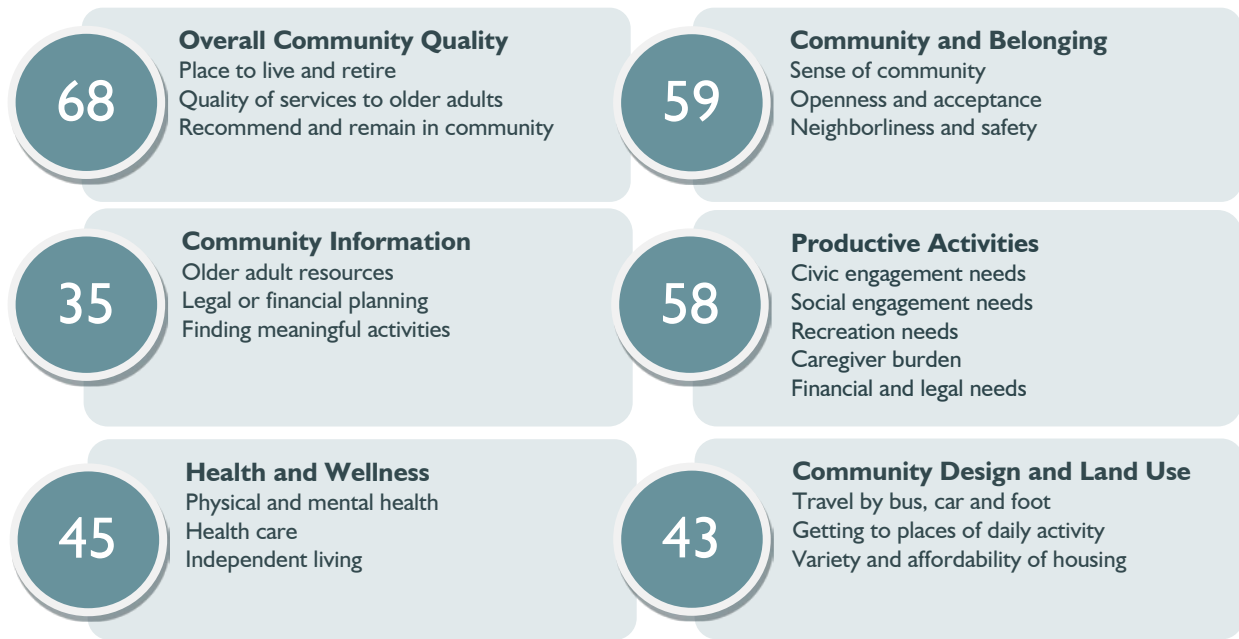 68
Overall Community Quality
Place to live and retire
Quality of services to older adults
Recommend and remain in community
59
Community and Belonging
Sense of community
Openness and acceptance
Neighborliness and safety
35
Community Information
Older adult resources
Legal or financial planning
Finding meaningful activities
58
Productive Activities
Civic engagement needs
Social engagement needs
Recreation needs
Caregiver burden
Financial and legal needs
45
Health and Wellness
Physical and mental health
Health care
Independent living
43
Community Design and Land Use
Travel by bus, car and foot
Getting to places of daily activity
Variety and affordability of housing